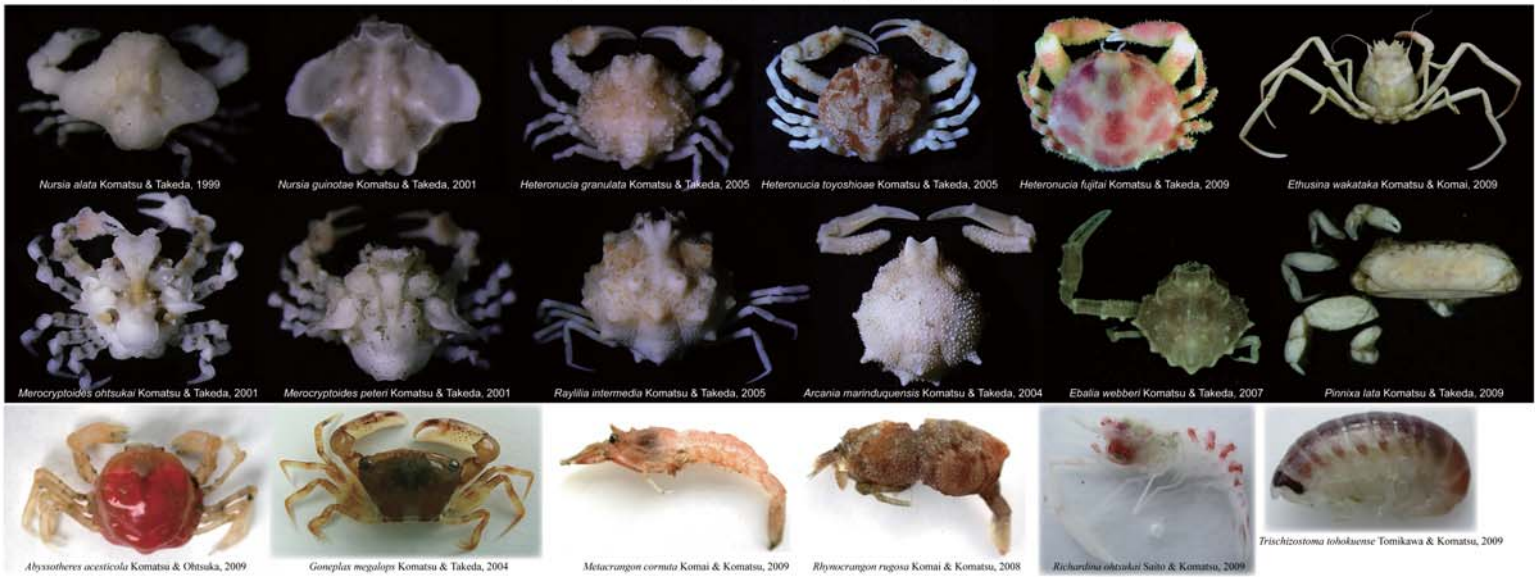 Nursia alata Komatsu & Takeda, 1999
Nursia guinotae Komatsu & Takeda, 2001
Heteronucia granulata Komatsu & Takeda, 2005
Heteronucia toyoshioae Komatsu & Takeda, 2005
Heteronucia fujitai Komatsu & Takeda, 2009
Ethusina wakataka Komatsu & Komai, 2009
Merocryptoides ohtsukai Komatsu & Takeda, 2001
Merocryptoides peteri Komatsu & Takeda, 2001
Raylilia intermedia Komatsu & Takeda, 2005
Arcania marinduquensis Komatsu & Takeda, 2004
Ebalia webberi Komatsu & Takeda, 2007
Pinnixa lata Komatsu & Takeda, 2009
Abyssotheres acesticola Komatsu & Ohtsuka, 2009
Goneplax megalops Komatsu & Takeda, 2004
Metacrangon cornuta Komai & Komatsu, 2009
Rhynocrangon rugosa Komai & Komatsu, 2008
Richardina ohtsukai Saito & Komatsu, 2009
Trischizostoma tohokuense Tomikawa & Komatsu, 2009